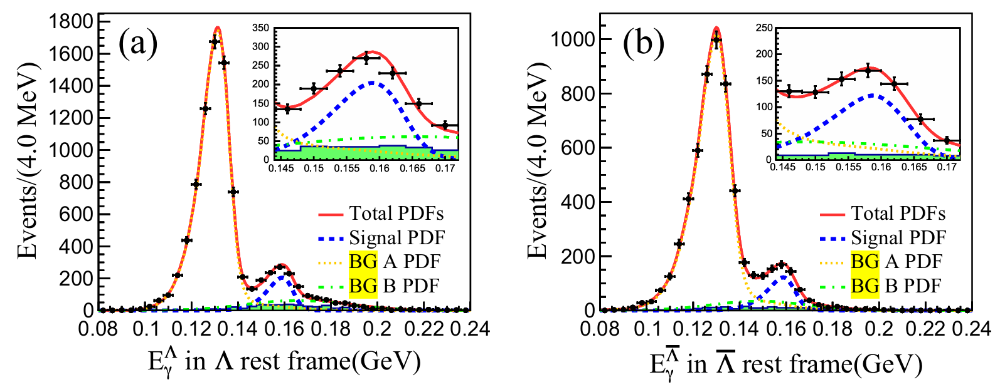 (a)
Events/(4.0 MeV)
1800
1600
1400
1200
1000
800
600
400
200
0
0.08 0.1 0.12 0.14 0.16 0.18 0.2 0.22 0.24
E_γ^Λ in Λ rest frame(GeV)
350
300
250
200
150
100
50
0
0.145 0.15 0.155 0.16 0.165 0.17
Total PDFs
Signal PDF
BG A PDF
BG B PDF
(b)
Events/(4.0 MeV)
1000
800
600
400
200
0
0.08 0.1 0.12 0.14 0.16 0.18 0.2 0.22 0.24
E_γ^Λ̅ in Λ̅ rest frame(GeV)
250
200
150
100
50
0
0.145 0.15 0.155 0.16 0.165 0.17
Total PDFs
Signal PDF
BG A PDF
BG B PDF